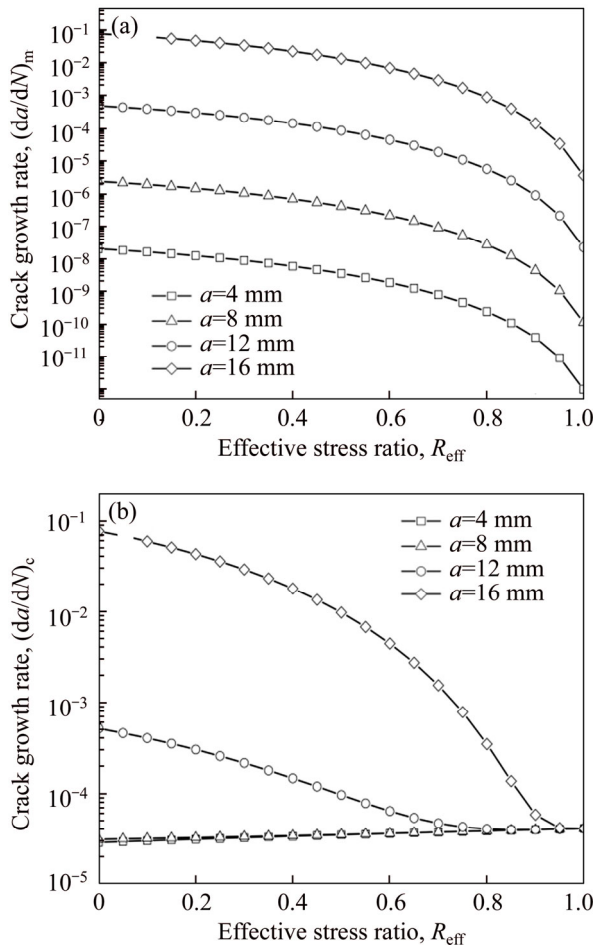 (a)
Crack growth rate, (da/dN)m
10⁻¹
10⁻²
10⁻³
10⁻⁴
10⁻⁵
10⁻⁶
10⁻⁷
10⁻⁸
10⁻⁹
10⁻¹⁰
10⁻¹¹
a=4 mm
a=8 mm
a=12 mm
a=16 mm
0 0.2 0.4 0.6 0.8 1.0
Effective stress ratio, Reff
(b)
Crack growth rate, (da/dN)c
10⁻¹
10⁻²
10⁻³
10⁻⁴
10⁻⁵
a=4 mm
a=8 mm
a=12 mm
a=16 mm
0 0.2 0.4 0.6 0.8 1.0
Effective stress ratio, Reff